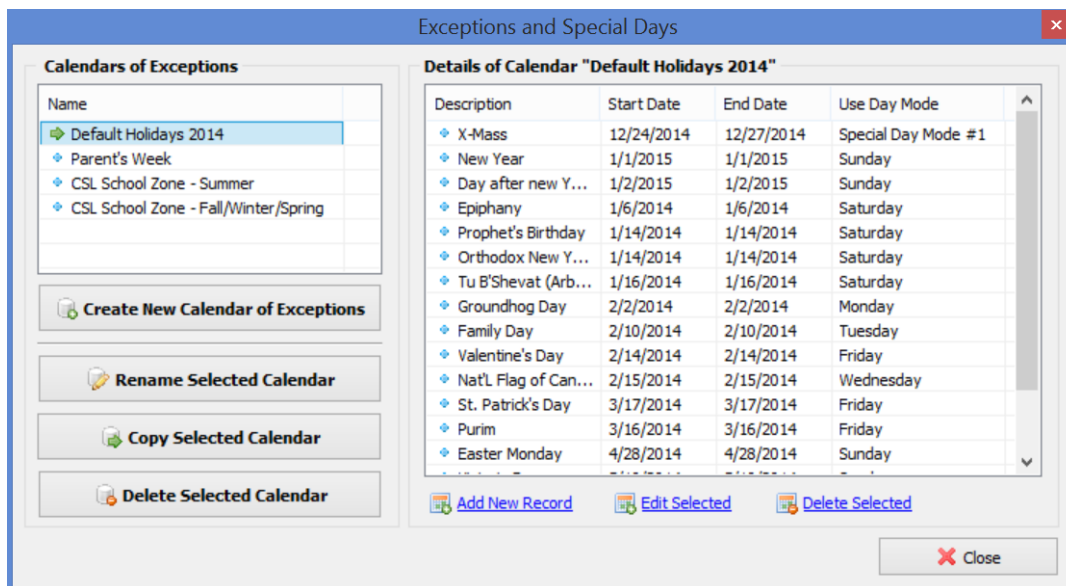 Exceptions and Special Days
Calendars of Exceptions
Name
Default Holidays 2014
Parent's Week
CSL School Zone - Summer
CSL School Zone - Fall/Winter/Spring
Create New Calendar of Exceptions
Rename Selected Calendar
Copy Selected Calendar
Delete Selected Calendar
Details of Calendar "Default Holidays 2014"
Description Start Date End Date Use Day Mode
X-Mass 12/24/2014 12/27/2014 Special Day Mode #1
New Year 1/1/2015 1/1/2015 Sunday
Day after new Y... 1/2/2015 1/2/2015 Sunday
Epiphany 1/6/2014 1/6/2014 Saturday
Prophet's Birthday 1/14/2014 1/14/2014 Saturday
Orthodox New Y... 1/14/2014 1/14/2014 Saturday
Tu B'Shevat (Arb... 1/16/2014 1/16/2014 Saturday
Groundhog Day 2/2/2014 2/2/2014 Monday
Family Day 2/10/2014 2/10/2014 Tuesday
Valentine's Day 2/14/2014 2/14/2014 Friday
Nat'L Flag of Can... 2/15/2014 2/15/2014 Wednesday
St. Patrick's Day 3/17/2014 3/17/2014 Friday
Purim 3/16/2014 3/16/2014 Friday
Easter Monday 4/28/2014 4/28/2014 Sunday
Add New Record Edit Selected Delete Selected
Close